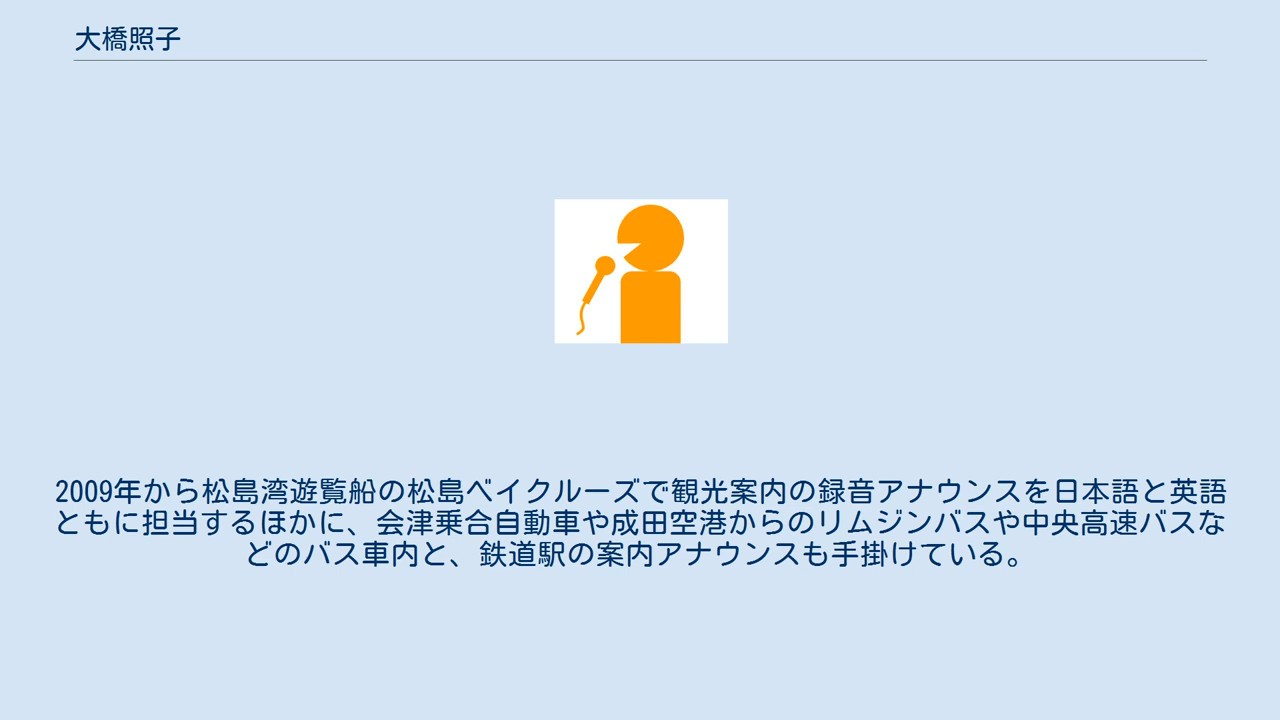 大橋照子
2009年から松島湾遊覧船の松島ベイクルーズで観光案内の録音アナウンスを日本語と英語
ともに担当するほかに、会津乗合自動車や成田空港からのリムジンバスや中央高速バスな
どのバス車内と、鉄道駅の案内アナウンスも手掛けている。